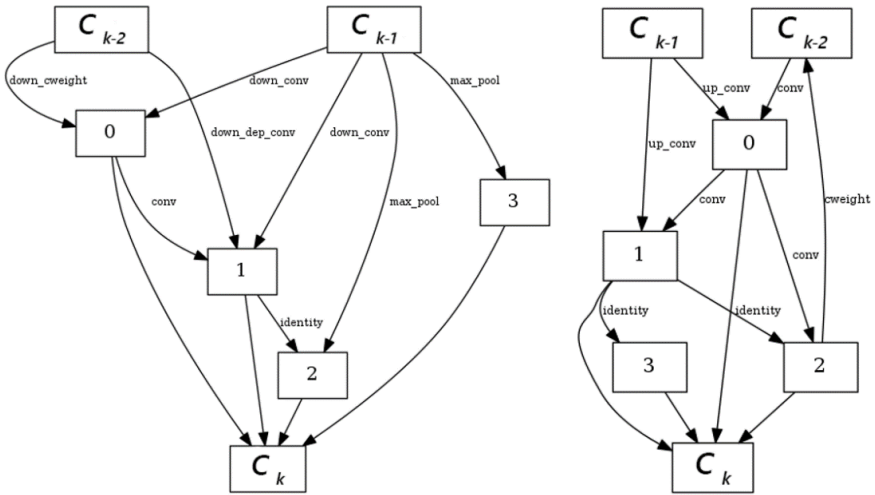 C k-2
C k-1
down_cweight
down_conv
max_pool
0
down_dep_conv
down_conv
conv
max_pool
3
1
identity
2
C k
C k-1
C k-2
up_conv
conv
0
up_conv
conv
cweight
1
conv
identity
identity
3
2
C k